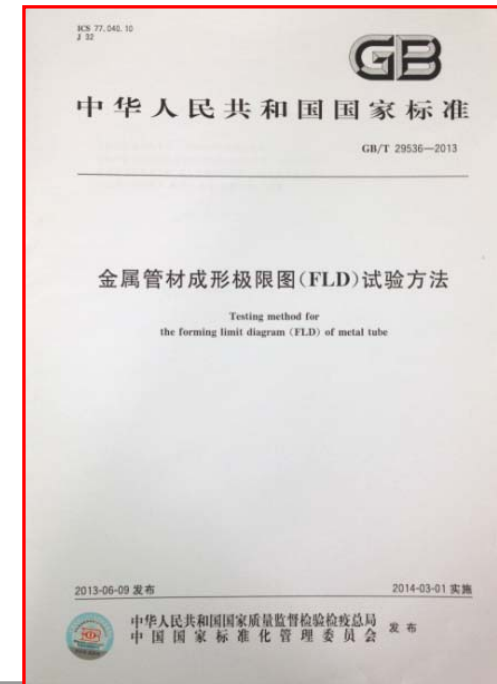 ICS 77.040.10
J 32
GB
中华人民共和国国家标准
GB/T 29536—2013
金属管材成形极限图(FLD)试验方法
Testing method for
the forming limit diagram (FLD) of metal tube
2013-06-09 发布
2014-03-01 实施
中华人民共和国国家质量监督检验检疫总局
中国国家标准化管理委员会
发布